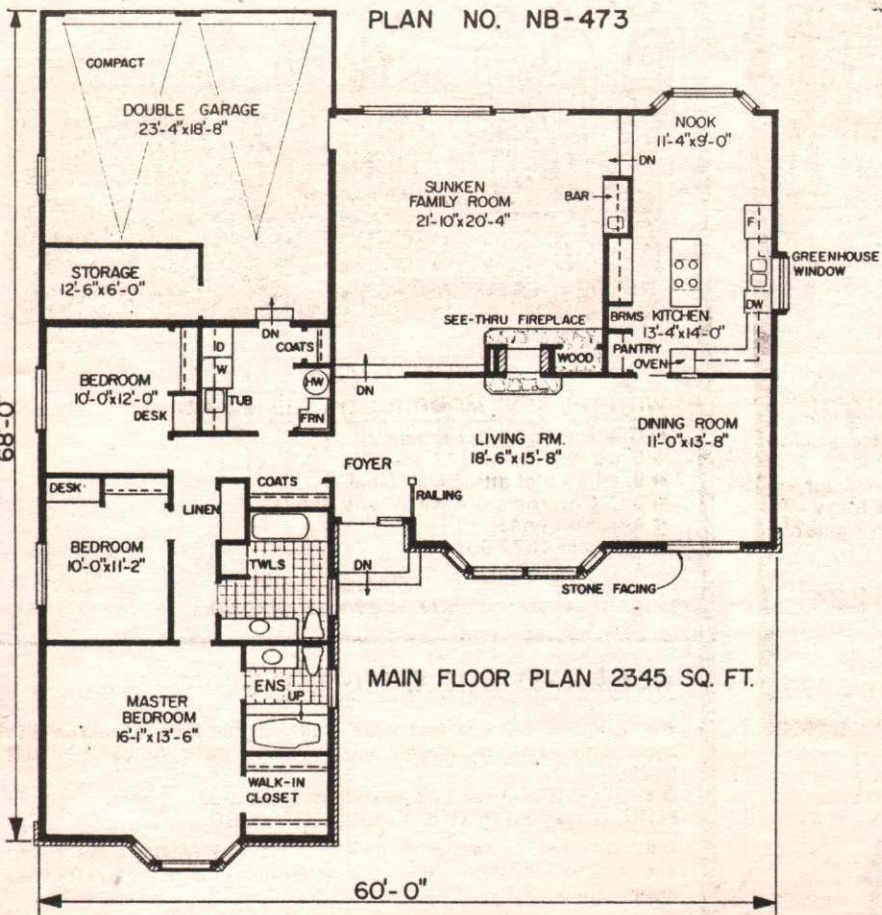 PLAN NO. NB-473
COMPACT
DOUBLE GARAGE
23'-4"x18'-8"
NOOK
11'-4"x9'-0"
DN
SUNKEN
FAMILY ROOM
21'-10"x20'-4"
BAR
F
STORAGE
12'-6"x6'-0"
GREENHOUSE
WINDOW
DW
SEE-THRU FIREPLACE
BRMS
KITCHEN
13'-4"x14'-0"
DN
COATS
D
W
WOOD
PANTRY
OVEN
BEDROOM
10'-0"x12'-0"
DESK
TUB
HW
FRN
DN
68'-0"
LIVING RM.
18'-6"x15'-8"
DINING ROOM
11'-0"x13'-8"
FOYER
DESK
COATS
RAILING
LINEN
BEDROOM
10'-0"x11'-2"
TWLS
DN
STONE FACING
MAIN FLOOR PLAN 2345 SQ. FT.
ENS
UP
MASTER
BEDROOM
16'-1"x13'-6"
WALK-IN
CLOSET
60'-0"